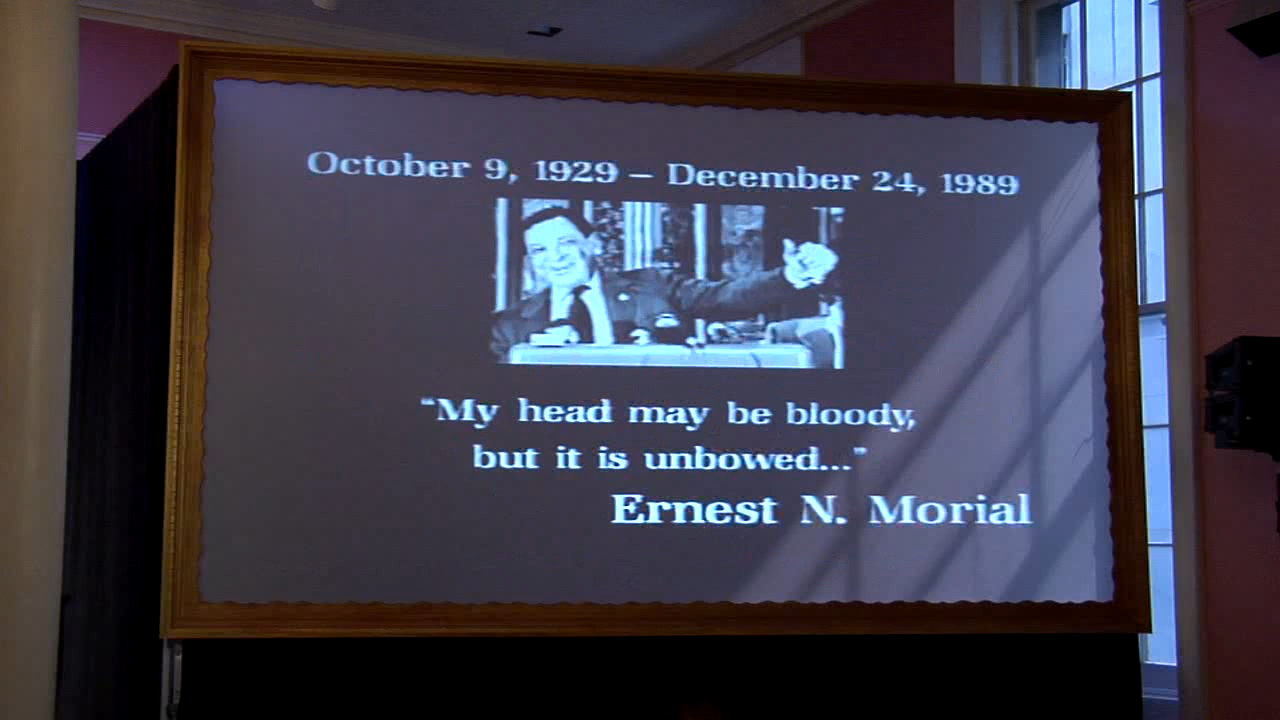 October 9, 1929 – December 24, 1989
“My head may be bloody,
but it is unbowed...”
Ernest N. Morial